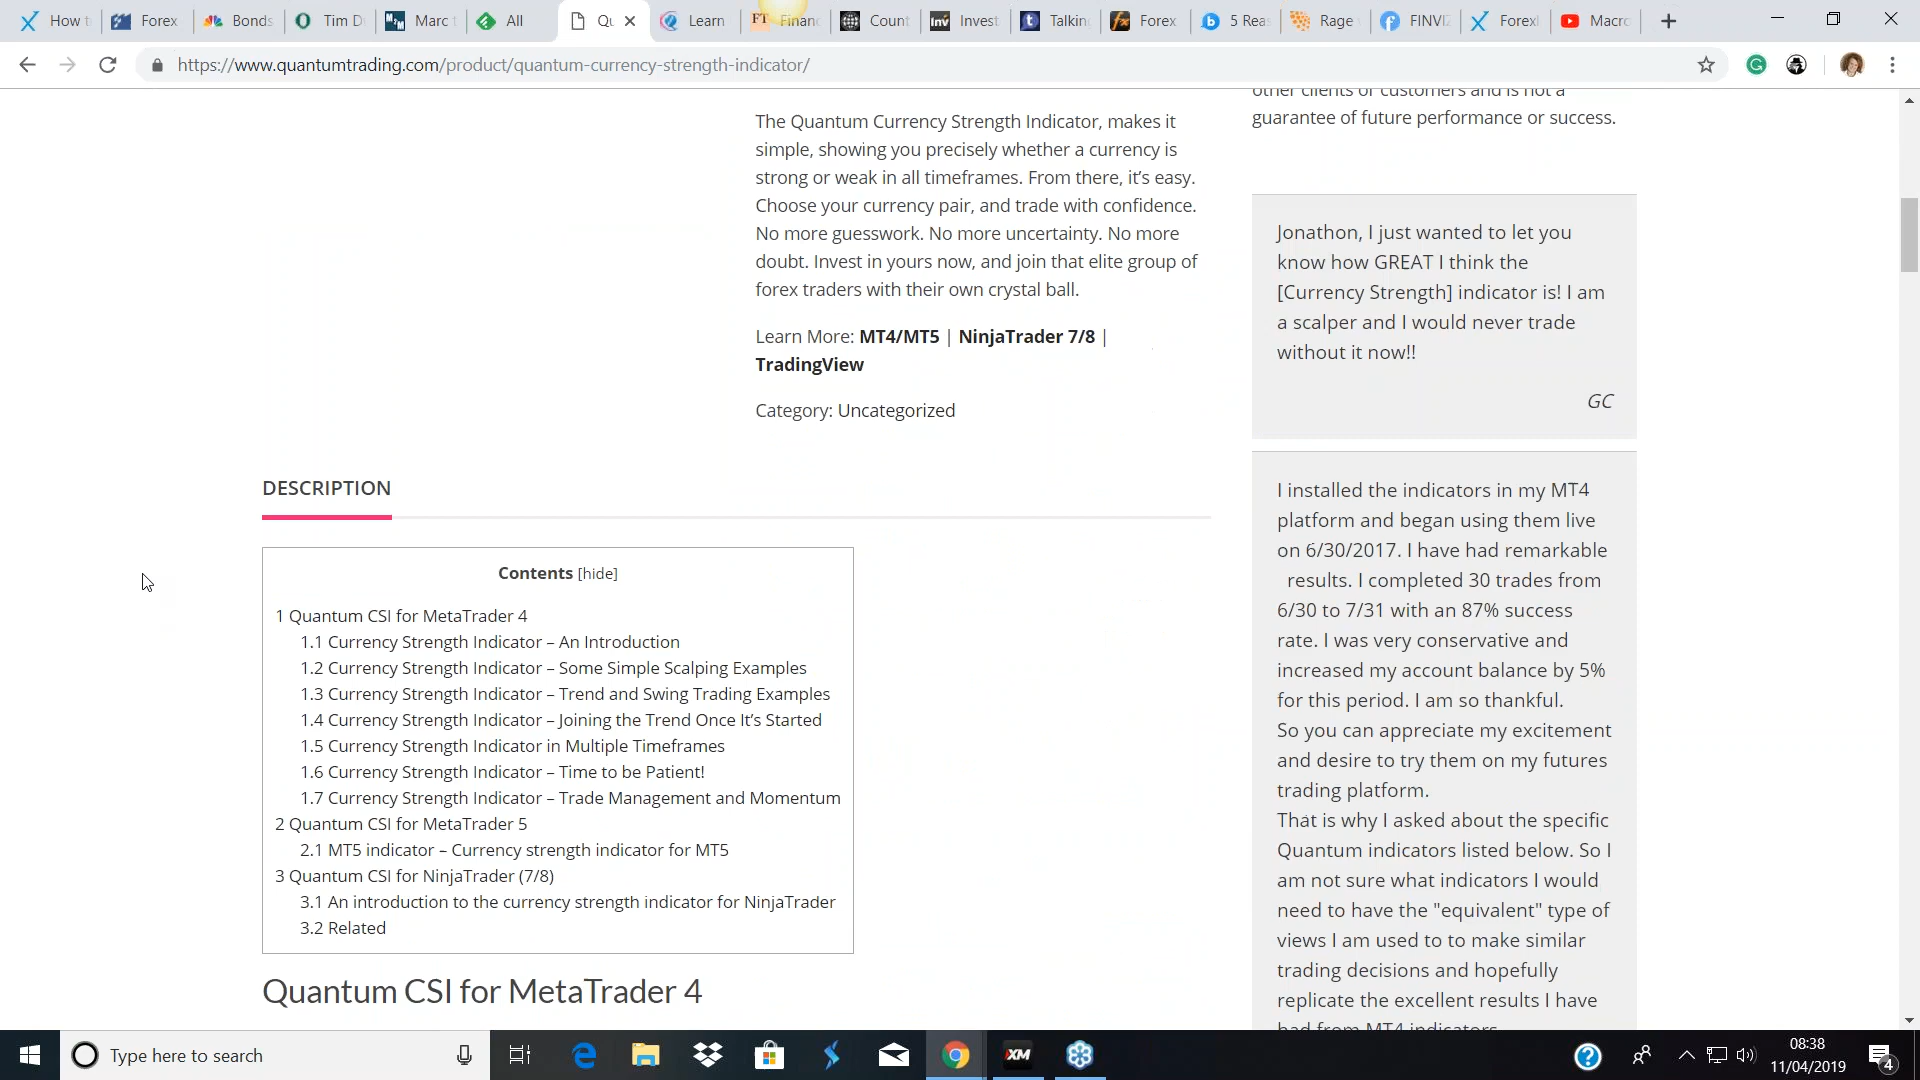 How t
Forex
Bonds
Tim D
Marc
All
Qu
Learn
FT
Financ
Count
Inv
Invest
Talkin
Forex
5 Rea
Rage
FINVIZ
Forex
Macro
https://www.quantumtrading.com/product/quantum-currency-strength-indicator/
The Quantum Currency Strength Indicator, makes it
simple, showing you precisely whether a currency is
strong or weak in all timeframes. From there, it's easy.
Choose your currency pair, and trade with confidence.
No more guesswork. No more uncertainty. No more
doubt. Invest in yours now, and join that elite group of
forex traders with their own crystal ball.
Learn More: MT4/MT5 | NinjaTrader 7/8 |
TradingView
Category: Uncategorized
DESCRIPTION
Contents [hide]
1 Quantum CSI for MetaTrader 4
1.1 Currency Strength Indicator – An Introduction
1.2 Currency Strength Indicator – Some Simple Scalping Examples
1.3 Currency Strength Indicator – Trend and Swing Trading Examples
1.4 Currency Strength Indicator – Joining the Trend Once It's Started
1.5 Currency Strength Indicator in Multiple Timeframes
1.6 Currency Strength Indicator – Time to be Patient!
1.7 Currency Strength Indicator – Trade Management and Momentum
2 Quantum CSI for MetaTrader 5
2.1 MT5 indicator – Currency strength indicator for MT5
3 Quantum CSI for NinjaTrader (7/8)
3.1 An introduction to the currency strength indicator for NinjaTrader
3.2 Related
Quantum CSI for MetaTrader 4
other clients or customers and is not a
guarantee of future performance or success.
Jonathon, I just wanted to let you
know how GREAT I think the
[Currency Strength] indicator is! I am
a scalper and I would never trade
without it now!!
GC
I installed the indicators in my MT4
platform and began using them live
on 6/30/2017. I have had remarkable
results. I completed 30 trades from
6/30 to 7/31 with an 87% success
rate. I was very conservative and
increased my account balance by 5%
for this period. I am so thankful.
So you can appreciate my excitement
and desire to try them on my futures
trading platform.
That is why I asked about the specific
Quantum indicators listed below. So I
am not sure what indicators I would
need to have the "equivalent" type of
views I am used to to make similar
trading decisions and hopefully
replicate the excellent results I have
had from MT4 indicators
Type here to search
XM
08:38
11/04/2019
4